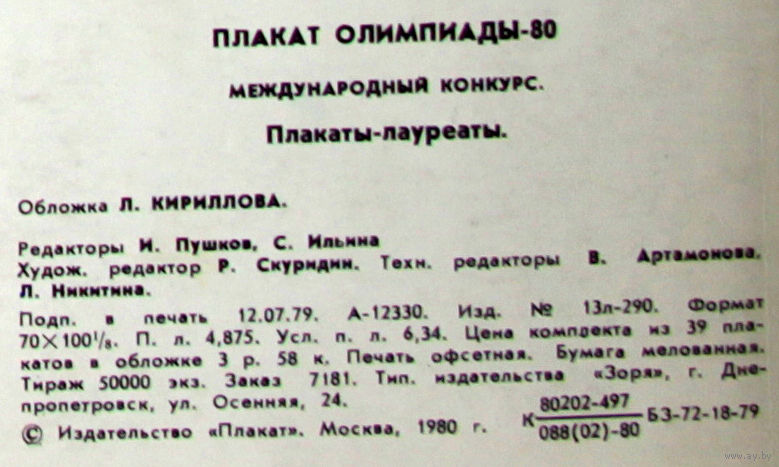 ПЛАКАТ ОЛИМПИАДЫ-80
МЕЖДУНАРОДНЫЙ КОНКУРС.
Плакаты-лауреаты.
Обложка Л. КИРИЛЛОВА.
Редакторы И. Пушков, С. Ильина
Худож. редактор Р. Скуридин. Техн. редакторы В. Артамонова.
Л. Никитина.
Подп. в печать 12.07.79. А-12330. Изд. № 13л-290. Формат
70×100¹/₈. П. л. 4,875. Усл. п. л. 6,34. Цена комплекта из 39 пла-
катов в обложке 3 р. 58 к. Печать офсетная. Бумага мелованная.
Тираж 50000 экз. Заказ 7181. Тип. издательства «Зоря», г. Дне-
пропетровск, ул. Осенняя, 24.
© Издательство «Плакат». Москва, 1980 г. К 80202-497/088(02)-80 БЗ-72-18-79
www.ay.by